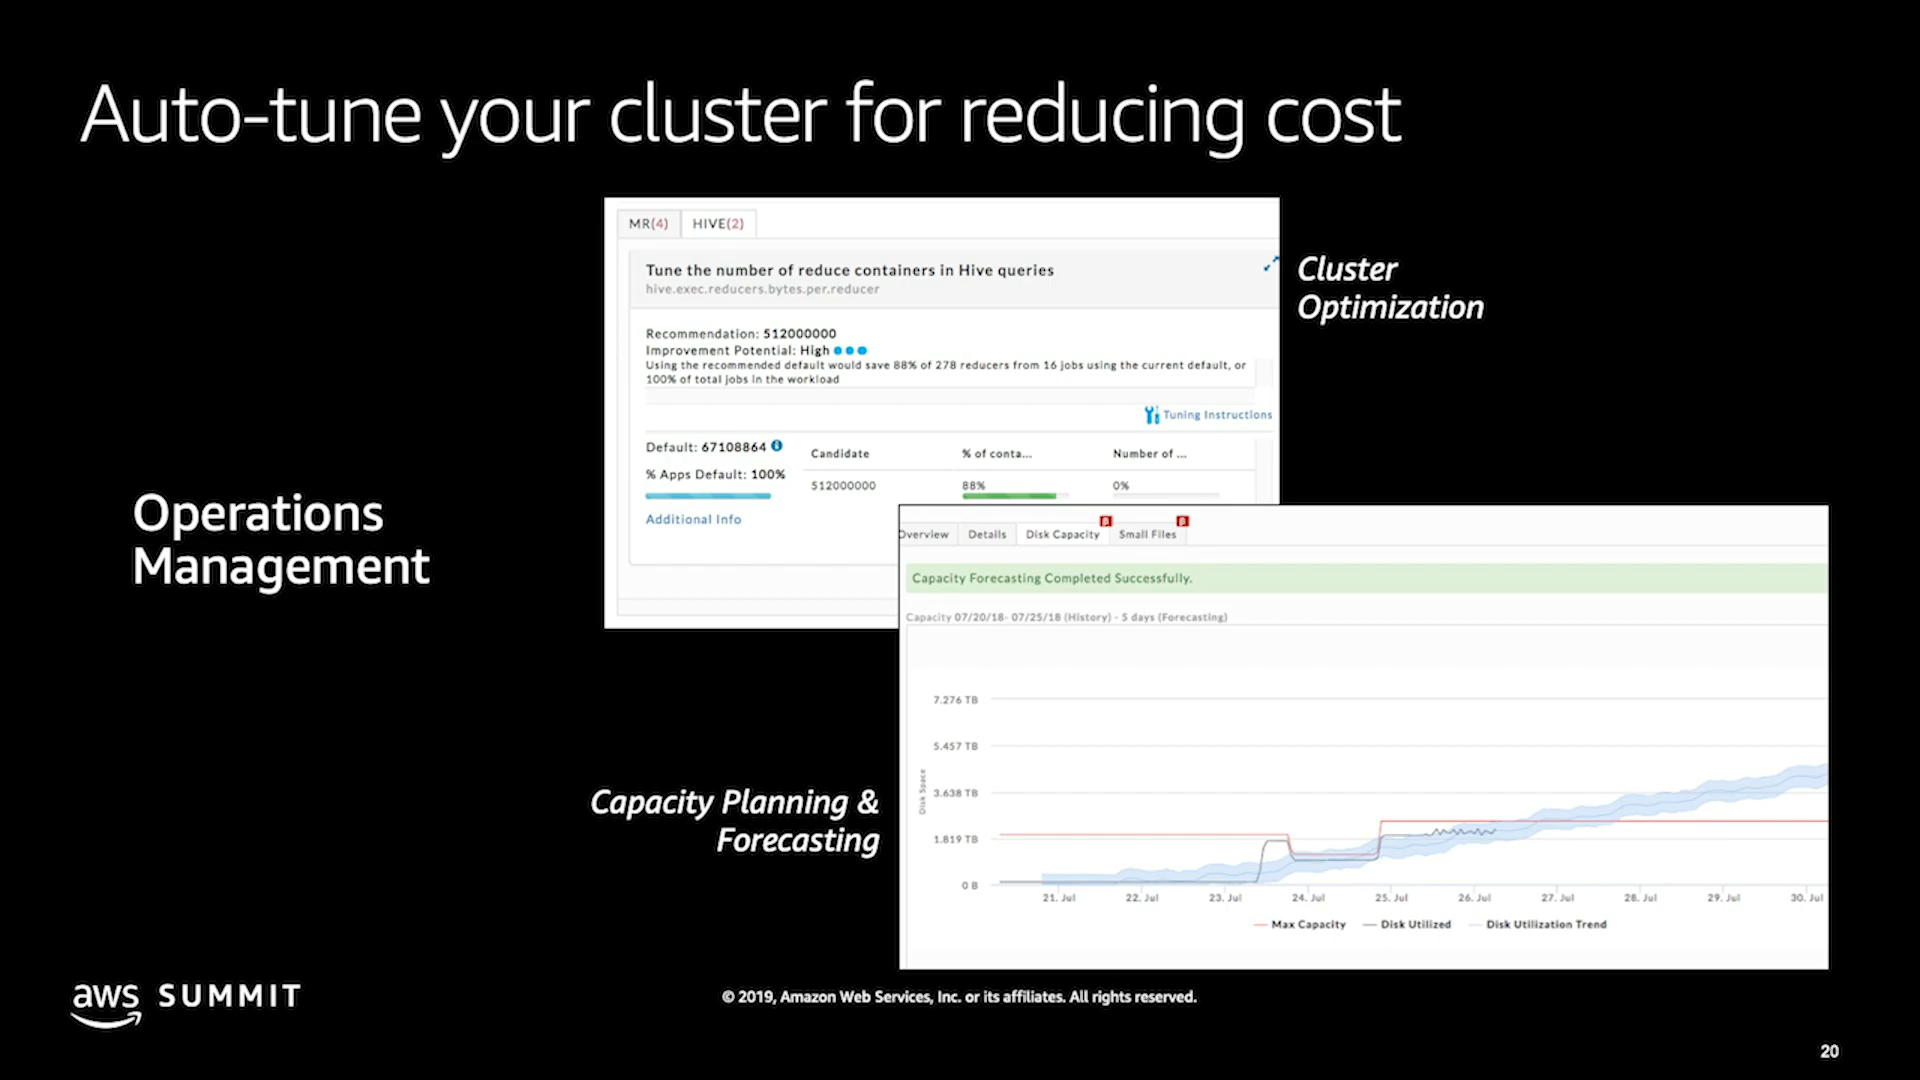 Auto-tune your cluster for reducing cost
MR(4)
HIVE(2)
Tune the number of reduce containers in Hive queries
hive.exec.reducers.bytes.per.reducer
Recommendation: 512000000
Improvement Potential: High
Using the recommended default would save 88% of 278 reducers from 16 jobs using the current default, or
100% of total jobs in the workload
Tuning Instructions
Default: 67108864
Candidate
% of conta...
Number of ...
% Apps Default: 100%
512000000
88%
0%
Additional Info
Cluster
Optimization
Operations
Management
Overview
Details
Disk Capacity
Small Files
Capacity Forecasting Completed Successfully.
Capacity 07/20/18- 07/25/18 (History) - 5 days (Forecasting)
7.276 TB
5.457 TB
3.638 TB
1.819 TB
0 B
Disk Space
21. Jul
22. Jul
23. Jul
24. Jul
25. Jul
26. Jul
27. Jul
28. Jul
29. Jul
30. Jul
Max Capacity
Disk Utilized
Disk Utilization Trend
Capacity Planning &
Forecasting
aws SUMMIT
© 2019, Amazon Web Services, Inc. or its affiliates. All rights reserved.
20